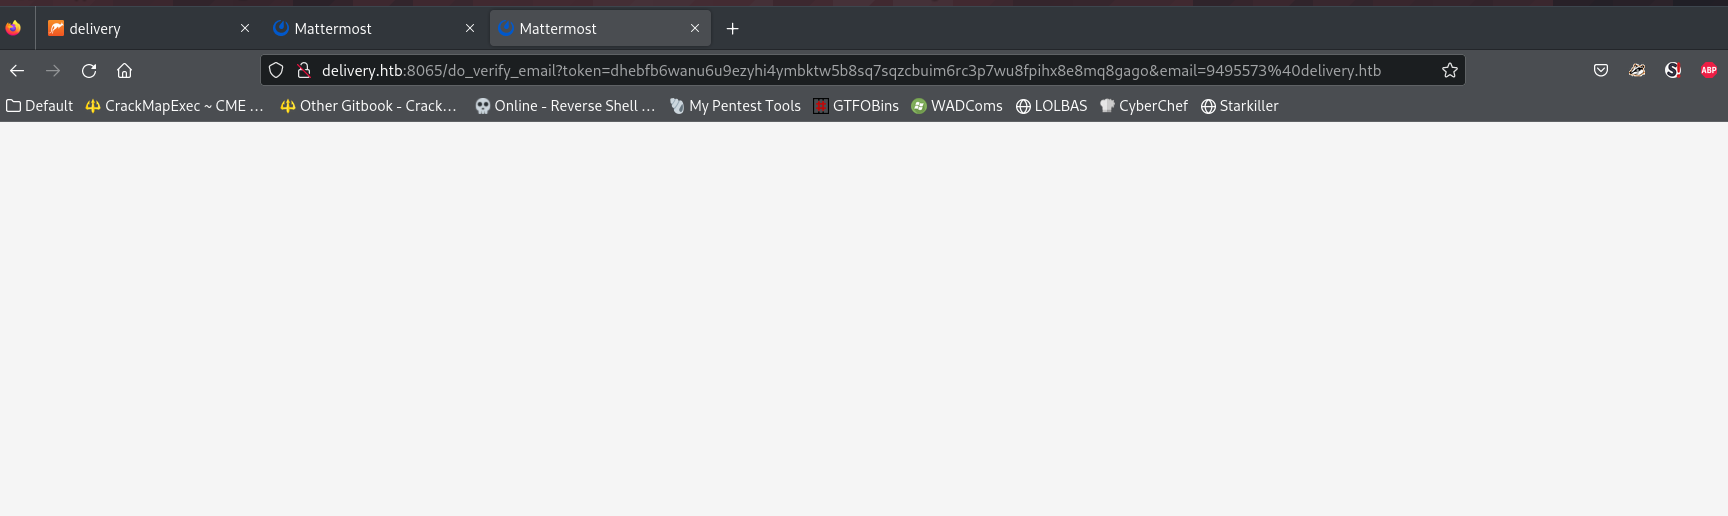 delivery
Mattermost
Mattermost
delivery.htb:8065/do_verify_email?token=dhebfb6wanu6u9ezyhi4ymbktw5b8sq7sqzcbuim6rc3p7wu8fpihx8e8mq8gago&email=9495573%40delivery.htb
ABP
Default CrackMapExec ~ CME … Other Gitbook - Crack… Online - Reverse Shell … My Pentest Tools GTFOBins WADComs LOLBAS CyberChef Starkiller